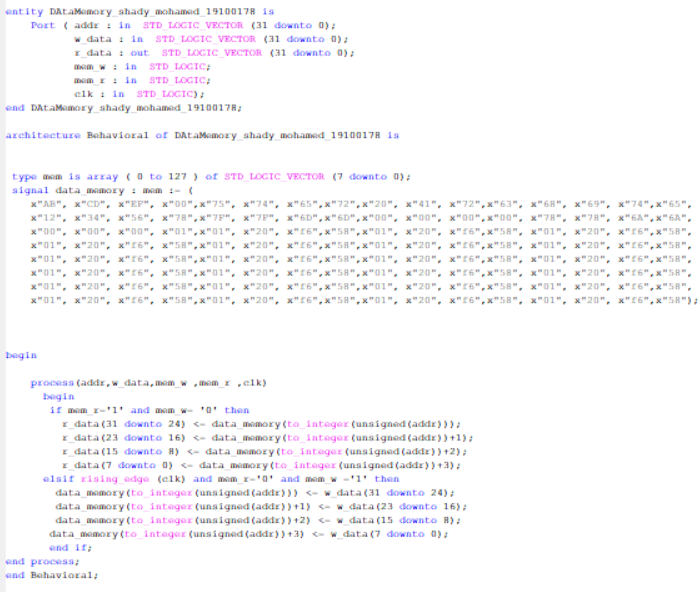 entity DAtaMemory_shady_mohamed_19100178 is
Port ( addr : in STD_LOGIC_VECTOR (31 downto 0);
w_data : in STD_LOGIC_VECTOR (31 downto 0);
r_data : out STD_LOGIC_VECTOR (31 downto 0);
mem_w : in STD_LOGIC;
mem_r : in STD_LOGIC;
clk : in STD_LOGIC);
end DAtaMemory_shady_mohamed_19100178;
architecture Behavioral of DAtaMemory_shady_mohamed_19100178 is
type mem is array ( 0 to 127 ) of STD_LOGIC_VECTOR (7 downto 0);
signal data_memory : mem := (
x"AB", x"CD", x"EF", x"00",x"75", x"74", x"65",x"72",x"20", x"41", x"72",x"63", x"68", x"69", x"74",x"65",
x"12", x"34", x"56", x"78",x"7F", x"7F", x"6D",x"6D",x"00", x"00", x"00",x"00", x"78", x"78", x"6A",x"6A",
x"00", x"00", x"00", x"01",x"01", x"20", x"f6",x"58",x"01", x"20", x"f6",x"58", x"01", x"20", x"f6",x"58",
x"01", x"20", x"f6", x"58",x"01", x"20", x"f6",x"58",x"01", x"20", x"f6",x"58", x"01", x"20", x"f6",x"58",
x"01", x"20", x"f6", x"58",x"01", x"20", x"f6",x"58",x"01", x"20", x"f6",x"58", x"01", x"20", x"f6",x"58",
x"01", x"20", x"f6", x"58",x"01", x"20", x"f6",x"58",x"01", x"20", x"f6",x"58", x"01", x"20", x"f6",x"58",
x"01", x"20", x"f6", x"58",x"01", x"20", x"f6",x"58",x"01", x"20", x"f6",x"58", x"01", x"20", x"f6",x"58",
x"01", x"20", x"f6", x"58",x"01", x"20", x"f6",x"58",x"01", x"20", x"f6",x"58", x"01", x"20", x"f6",x"58");
begin
process(addr,w_data,mem_w ,mem_r ,clk)
begin
if mem_r='1' and mem_w= '0' then
r_data(31 downto 24) <= data_memory(to_integer(unsigned(addr)));
r_data(23 downto 16) <= data_memory(to_integer(unsigned(addr))+1);
r_data(15 downto 8) <= data_memory(to_integer(unsigned(addr))+2);
r_data(7 downto 0) <= data_memory(to_integer(unsigned(addr))+3);
elsif rising_edge (clk) and mem_r='0' and mem_w ='1' then
data_memory(to_integer(unsigned(addr))) <= w_data(31 downto 24);
data_memory(to_integer(unsigned(addr))+1) <= w_data(23 downto 16);
data_memory(to_integer(unsigned(addr))+2) <= w_data(15 downto 8);
data_memory(to_integer(unsigned(addr))+3) <= w_data(7 downto 0);
end if;
end process;
end Behavioral;